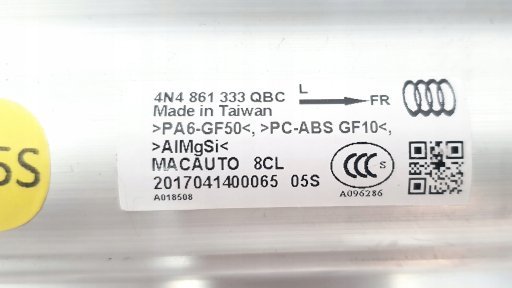 4N4 861 333 QBC L FR
Made in Taiwan
>PA6-GF50<, >PC-ABS GF10<,
>AlMgSi<
MACAUTO 8CL
CCC S
2017041400065 05S
A018508 A096286
5S